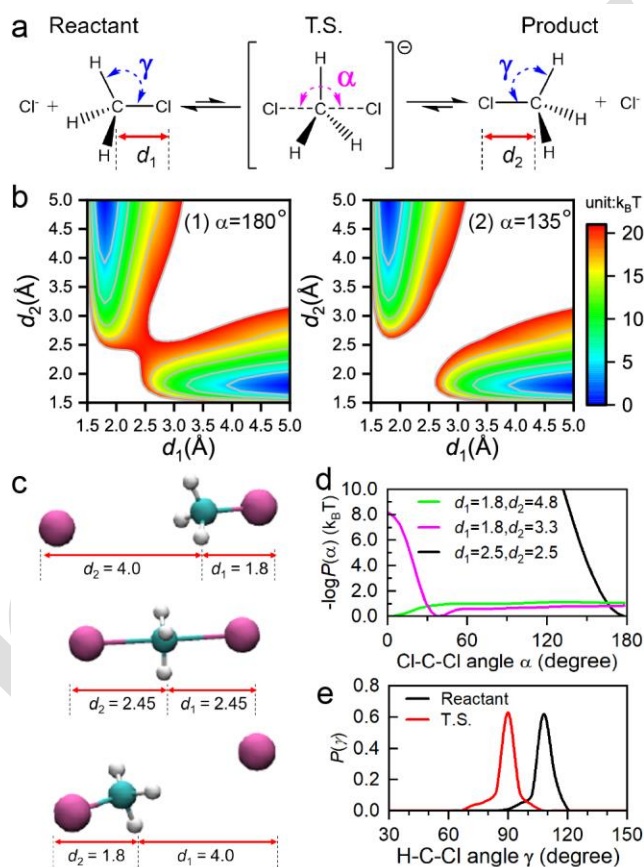 a Reactant T.S. Product
H γ H ⊖ H γ
Cl⁻ + C Cl Cl α C Cl Cl C H + Cl⁻
H H H H H
d₁ d₂
b unit:kBT
(1) α=180° (2) α=135°
5.0 5.0 20
4.5 4.5
4.0 4.0 15
3.5 3.5
d₂(Å) d₂(Å)
3.0 3.0 10
2.5 2.5 5
2.0 2.0
1.5 1.5 0
1.5 2.0 2.5 3.0 3.5 4.0 4.5 5.0 1.5 2.0 2.5 3.0 3.5 4.0 4.5 5.0
d₁(Å) d₁(Å)
c
d₂ = 4.0 d₁ = 1.8
d₂ = 2.45 d₁ = 2.45
d₂ = 1.8 d₁ = 4.0
d
10.0
8.0
6.0
4.0
2.0
0.0
-logP(α) (kBT)
d₁=1.8,d₂=4.8
d₁=1.8,d₂=3.3
d₁=2.5,d₂=2.5
0 60 120 180
Cl-C-Cl angle α (degree)
e
0.8
0.6
0.4
0.2
0.0
P(γ)
Reactant
T.S.
30 60 90 120 150
H-C-Cl angle γ (degree)